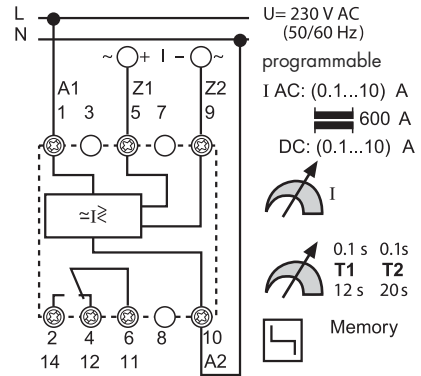 L
U= 230 V AC
N
(50/60 Hz)
~ + I – ~
programmable
A1 Z1 Z2
1 3 5 7 9
I AC: (0.1...10) A
600 A
DC: (0.1...10) A
I
≂I≷
0.1 s 0.1s
T1 T2
12 s 20s
2 4 6 8 10
14 12 11 A2
Memory